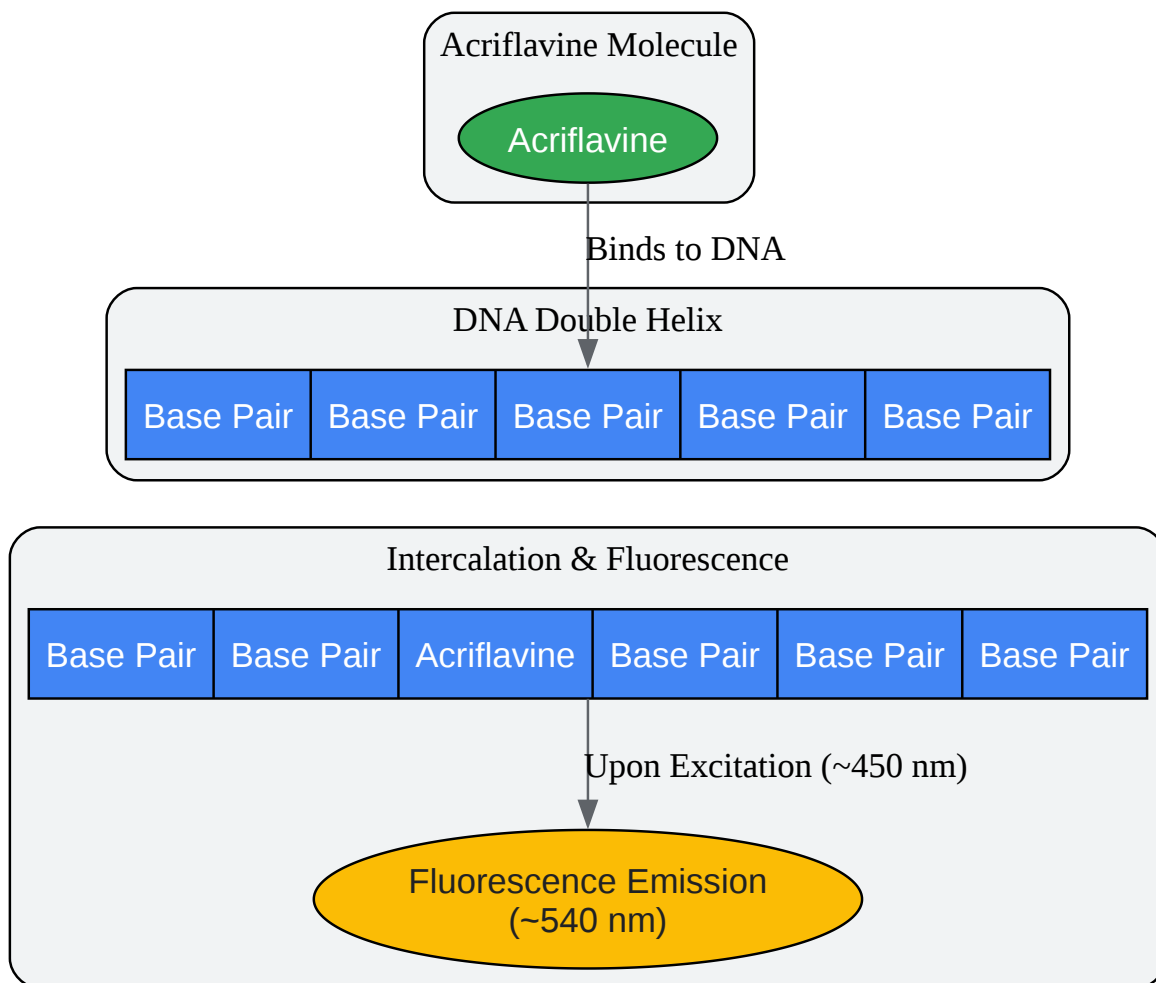 Acriflavine Molecule
Acriflavine
Binds to DNA
DNA Double Helix
Base Pair Base Pair Base Pair Base Pair Base Pair
Intercalation & Fluorescence
Base Pair Base Pair Acriflavine Base Pair Base Pair Base Pair
Upon Excitation (~450 nm)
Fluorescence Emission
(~540 nm)